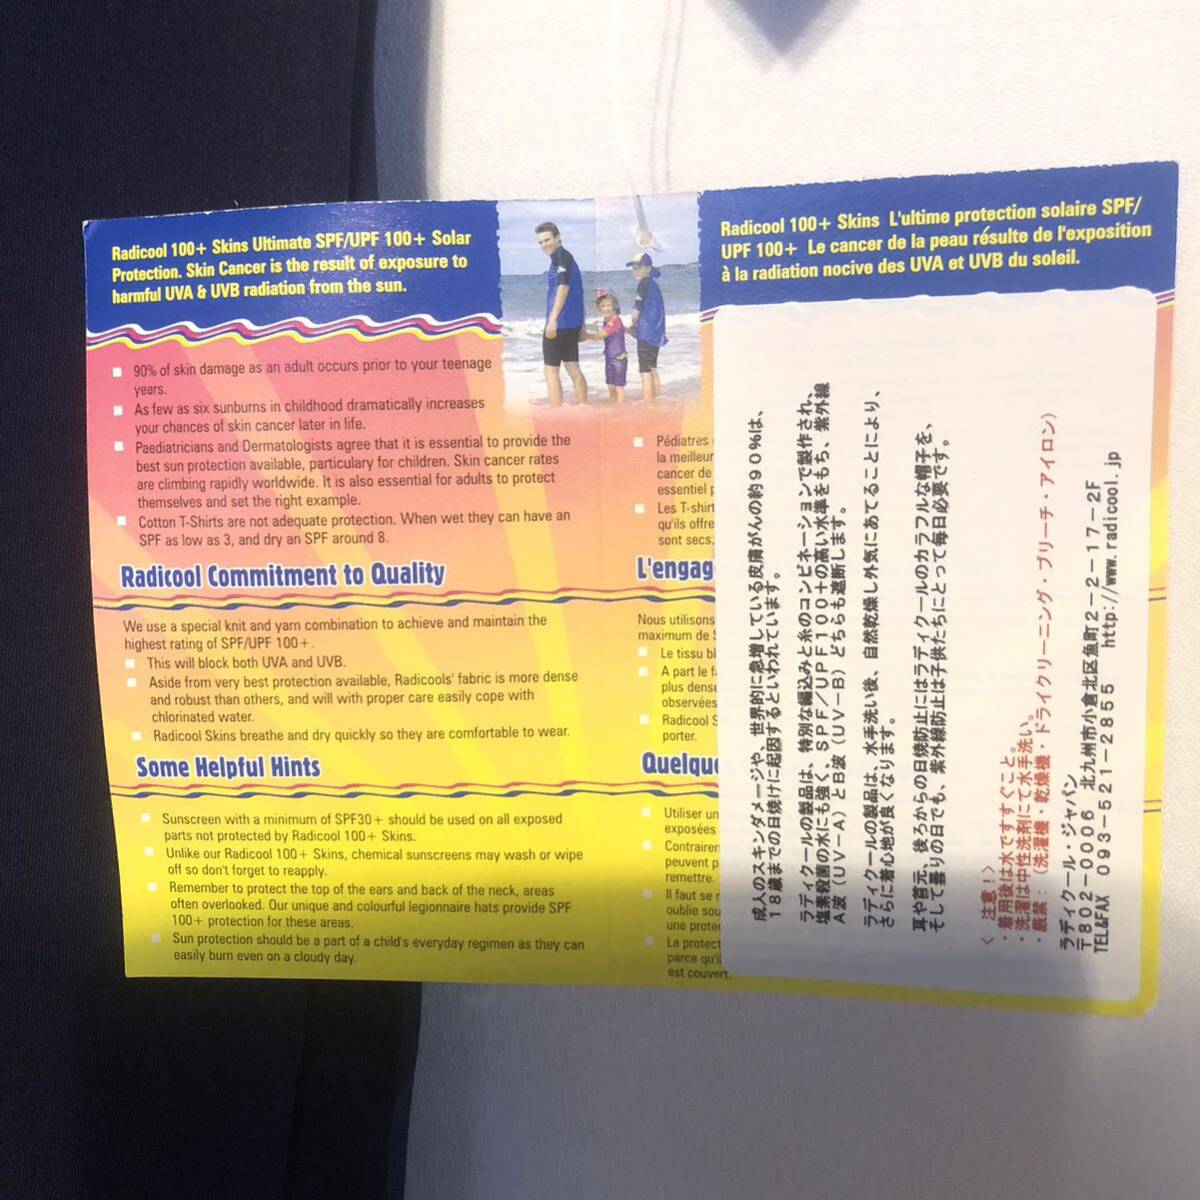 Radicool 100+ Skins Ultimate SPF/UPF 100+ Solar
Protection. Skin Cancer is the result of exposure to
harmful UVA & UVB radiation from the sun.
90% of skin damage as an adult occurs prior to your teenage
years.
As few as six sunburns in childhood dramatically increases
your chances of skin cancer later in life.
Paediatricians and Dermatologists agree that it is essential to provide the
best sun protection available, particulary for children. Skin cancer rates
are climbing rapidly worldwide. It is also essential for adults to protect
themselves and set the right example.
Cotton T-Shirts are not adequate protection. When wet they can have an
SPF as low as 3, and dry an SPF around 8.
Radicool Commitment to Quality
We use a special knit and yarn combination to achieve and maintain the
highest rating of SPF/UPF 100+.
This will block both UVA and UVB.
Aside from very best protection available, Radicools' fabric is more dense
and robust than others, and will with proper care easily cope with
chlorinated water.
Radicool Skins breathe and dry quickly so they are comfortable to wear.
Some Helpful Hints
Sunscreen with a minimum of SPF30+ should be used on all exposed
parts not protected by Radicool 100+ Skins.
Unlike our Radicool 100+ Skins, chemical sunscreens may wash or wipe
off so don't forget to reapply.
Remember to protect the top of the ears and back of the neck, areas
often overlooked. Our unique and colourful legionnaire hats provide SPF
100+ protection for these areas.
Sun protection should be a part of a child's everyday regimen as they can
easily burn even on a cloudy day.
Radicool 100+ Skins L'ultime protection solaire SPF/
UPF 100+ Le cancer de la peau résulte de l'exposition
à la radiation nocive des UVA et UVB du soleil.
Pédiatres
la meilleur
cancer de
essentiel
Les T-shirt
qu'ils offre
sont secs.
L'engag
Nous utilisons
maximum de
Le tissu bl
A part le f
plus dense
observées
Radicool S
porter.
Quelque
Utiliser un
exposées
Contrairer
peuvent p
remettre.
Il faut se r
oublie sou
une prote
La protect
parce qu'il
est couvert.
成人のスキンダメージや、世界的に急増している皮膚がんの約９０％は、
１８歳までの日焼けに起因するといわれています。
ラディクールの製品は、特別な編込みと糸のコンビネーションで製作され、
塩素殺菌の水にも強く、ＳＰＦ／ＵＰＦ１００＋の高い水準をもち、紫外線
Ａ波（ＵＶ－Ａ）とＢ波（ＵＶ－Ｂ）どちらも遮断します。
ラディクールの製品は、水手洗い後、自然乾燥し外気にあてることにより、
さらに着心地が良くなります。
耳や首元、後ろからの日焼防止にはラディクールのカラフルな帽子を、
そして曇りの日でも、紫外線防止は子供たちにとって毎日必要です。
＜ 注意！＞
・着用後は水ですすぐこと。
・洗濯は中性洗剤にて水手洗い。
・厳禁：（洗濯機・乾燥機・ドライクリーニング・ブリーチ・アイロン）
ラディクール・ジャパン
〒802-0006 北九州市小倉北区魚町2-2-17-2F
TEL&FAX 093-521-2855 http://www.radicool.jp